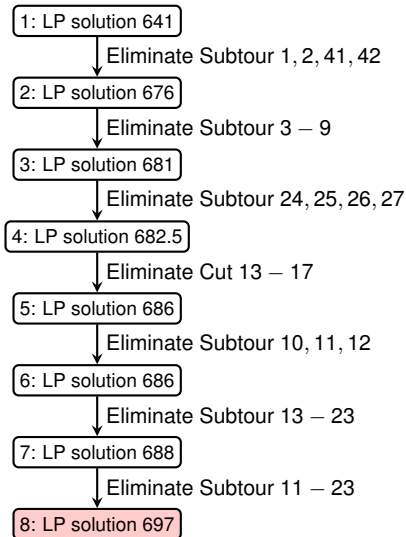 1: LP solution 641
Eliminate Subtour 1, 2, 41, 42
2: LP solution 676
Eliminate Subtour 3 − 9
3: LP solution 681
Eliminate Subtour 24, 25, 26, 27
4: LP solution 682.5
Eliminate Cut 13 − 17
5: LP solution 686
Eliminate Subtour 10, 11, 12
6: LP solution 686
Eliminate Subtour 13 − 23
7: LP solution 688
Eliminate Subtour 11 − 23
8: LP solution 697